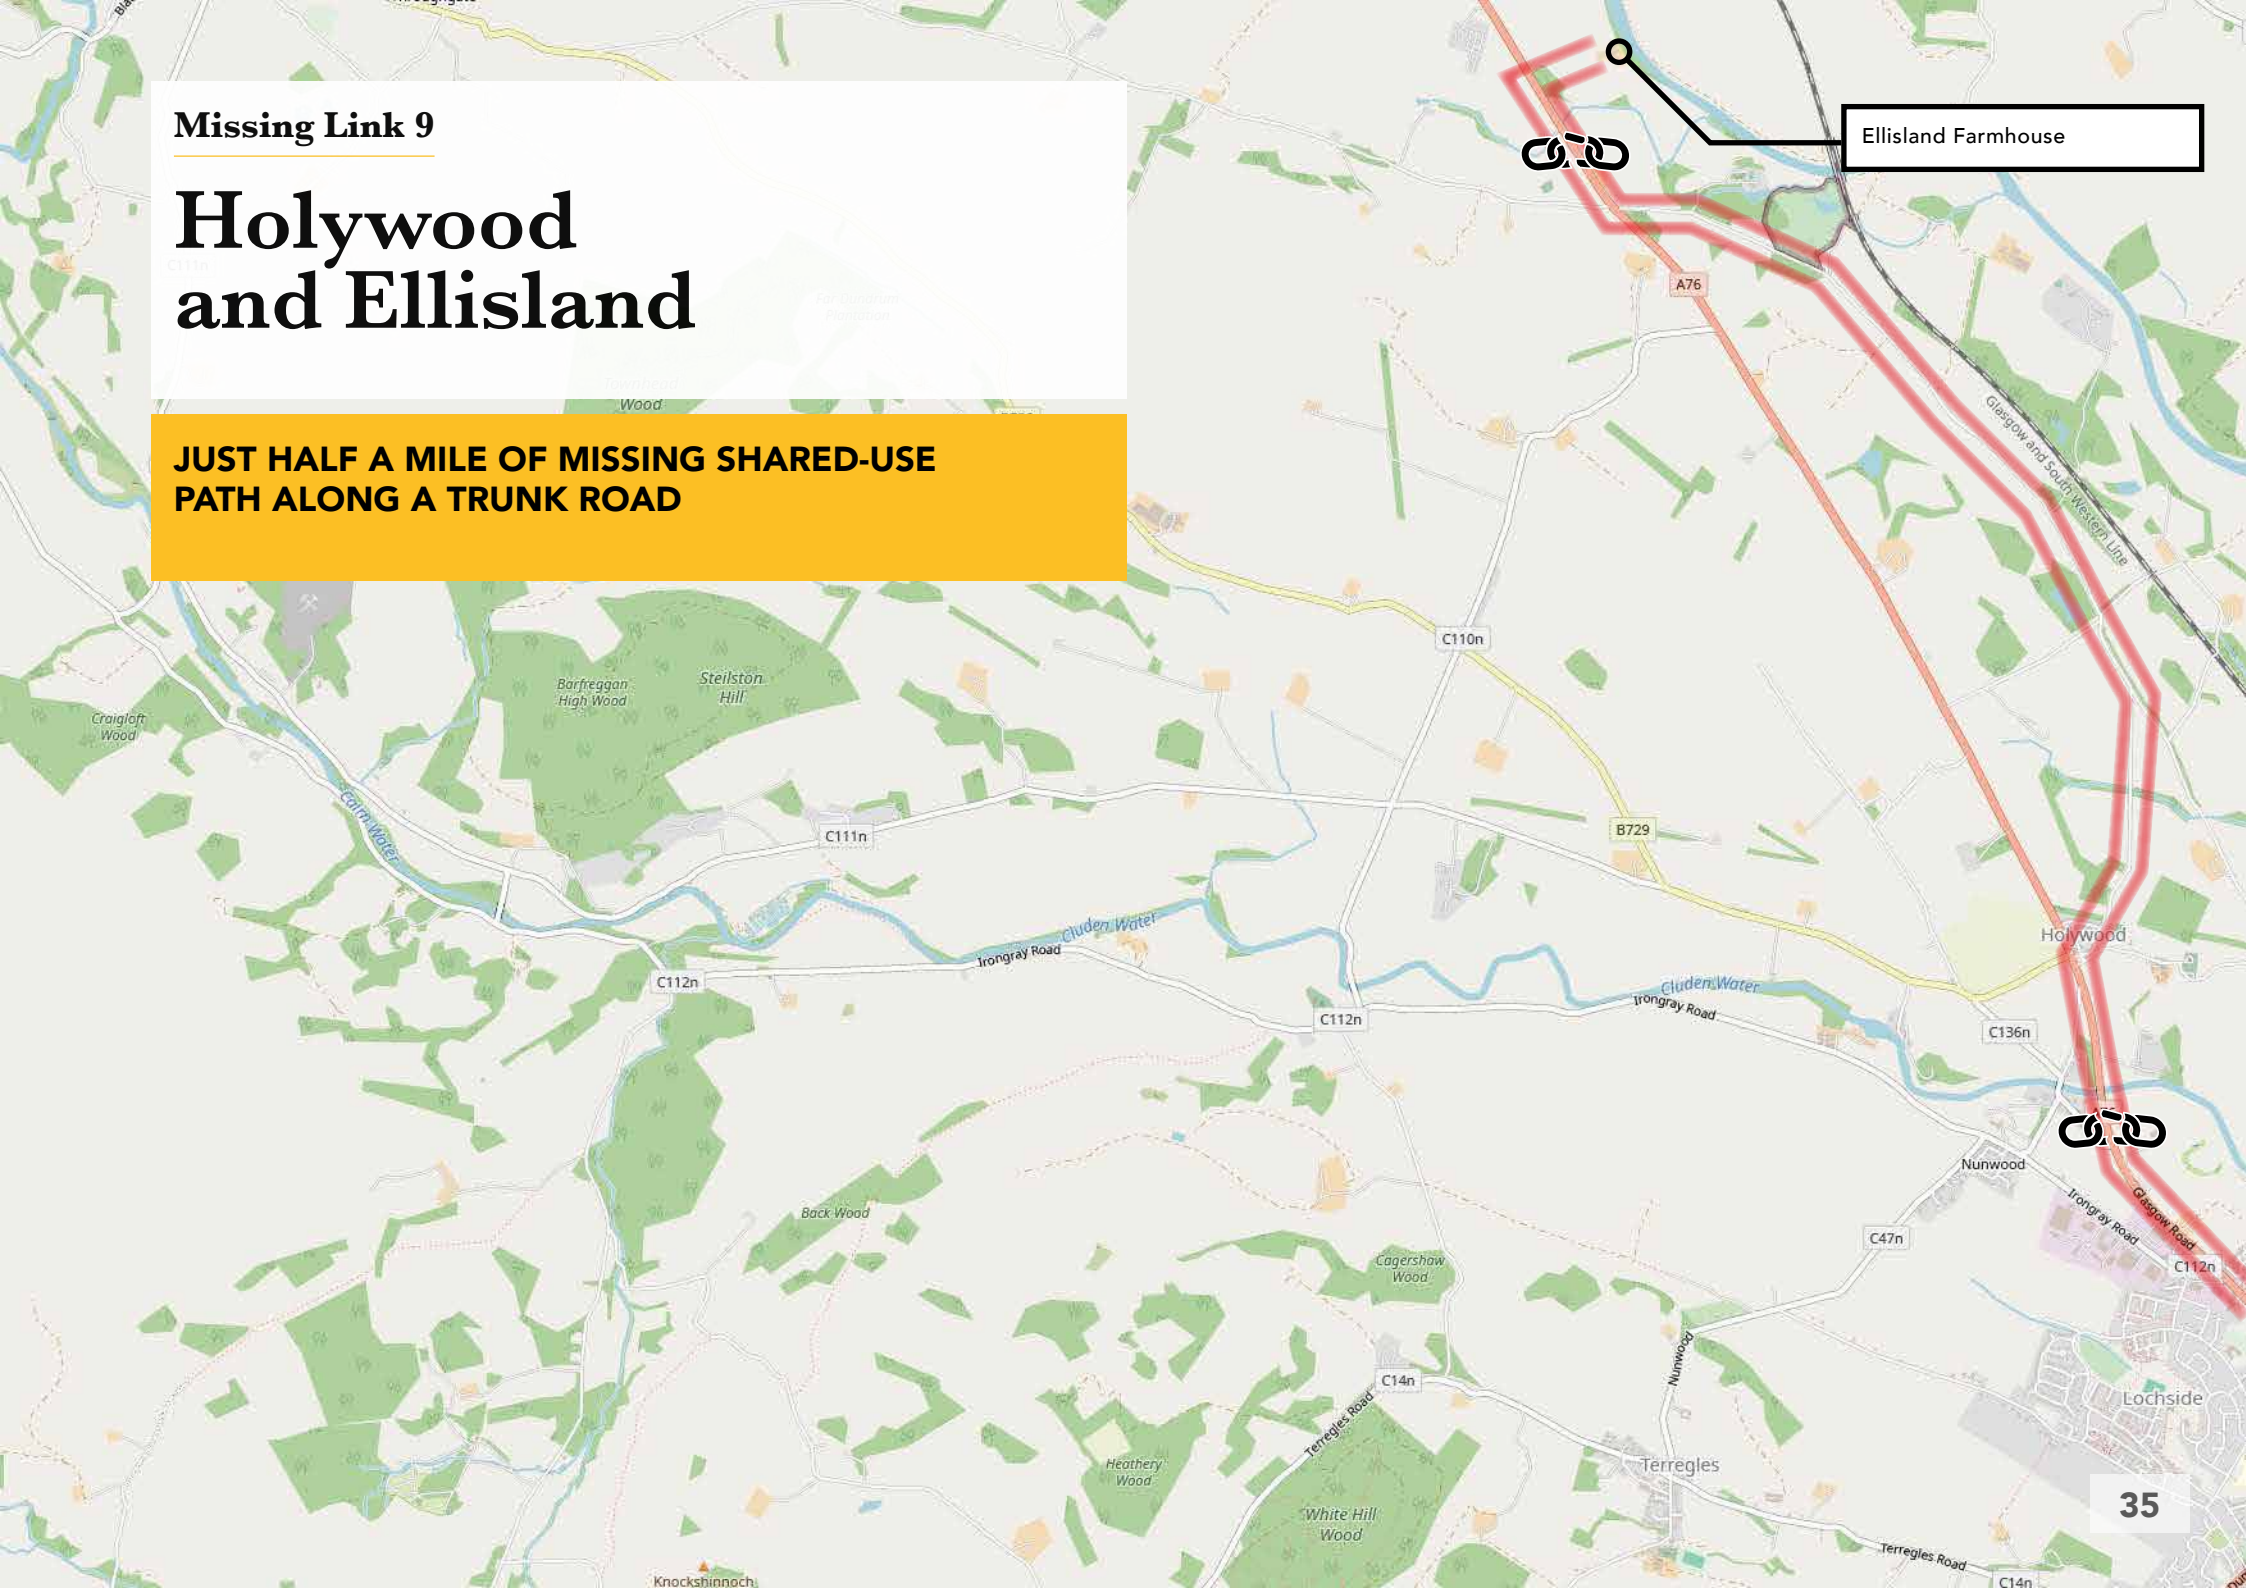 Missing Link 9
Holywood
and Ellisland
JUST HALF A MILE OF MISSING SHARED-USE
PATH ALONG A TRUNK ROAD
Ellisland Farmhouse
A76
Glasgow and South Western Line
C111n
Townhead
Wood
C110n
Barfreggan
High Wood
Steilston
Hill
Craigloft
Wood
Cairn Water
C111n
B729
Cluden Water
Irongray Road
Holywood
C112n
Cluden Water
Irongray Road
C112n
C136n
Nunwood
Irongray Road
Glasgow Road
Back Wood
C47n
C112n
Cagershaw
Wood
Nunwood
C14n
Terregles Road
Lochside
Heathery
Wood
Terregles
White Hill
Wood
35
Terregles Road
Knockshinnoch
C14n